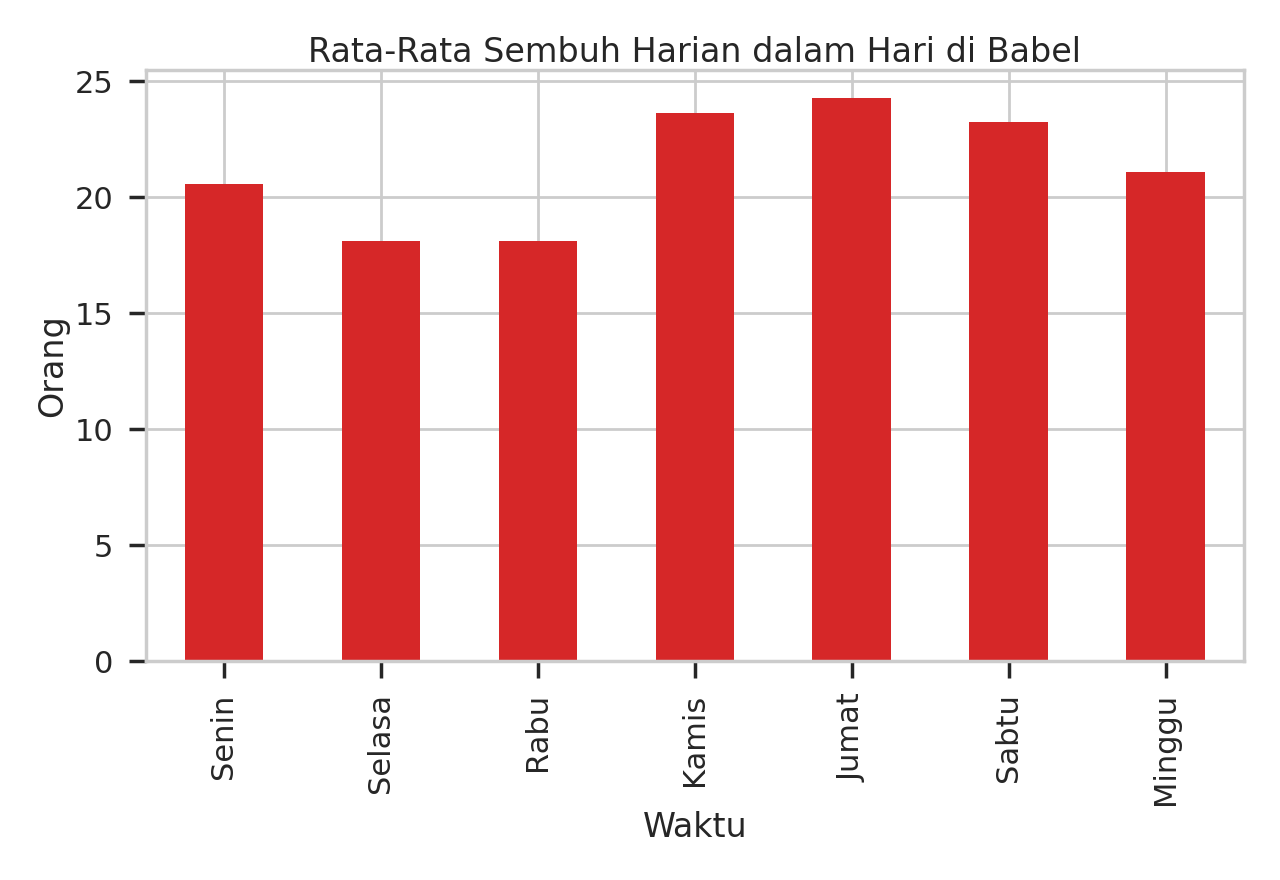 Rata-Rata Sembuh Harian dalam Hari di Babel
25
20
15
10
5
0
Orang
Senin
Selasa
Rabu
Kamis
Jumat
Sabtu
Minggu
Waktu